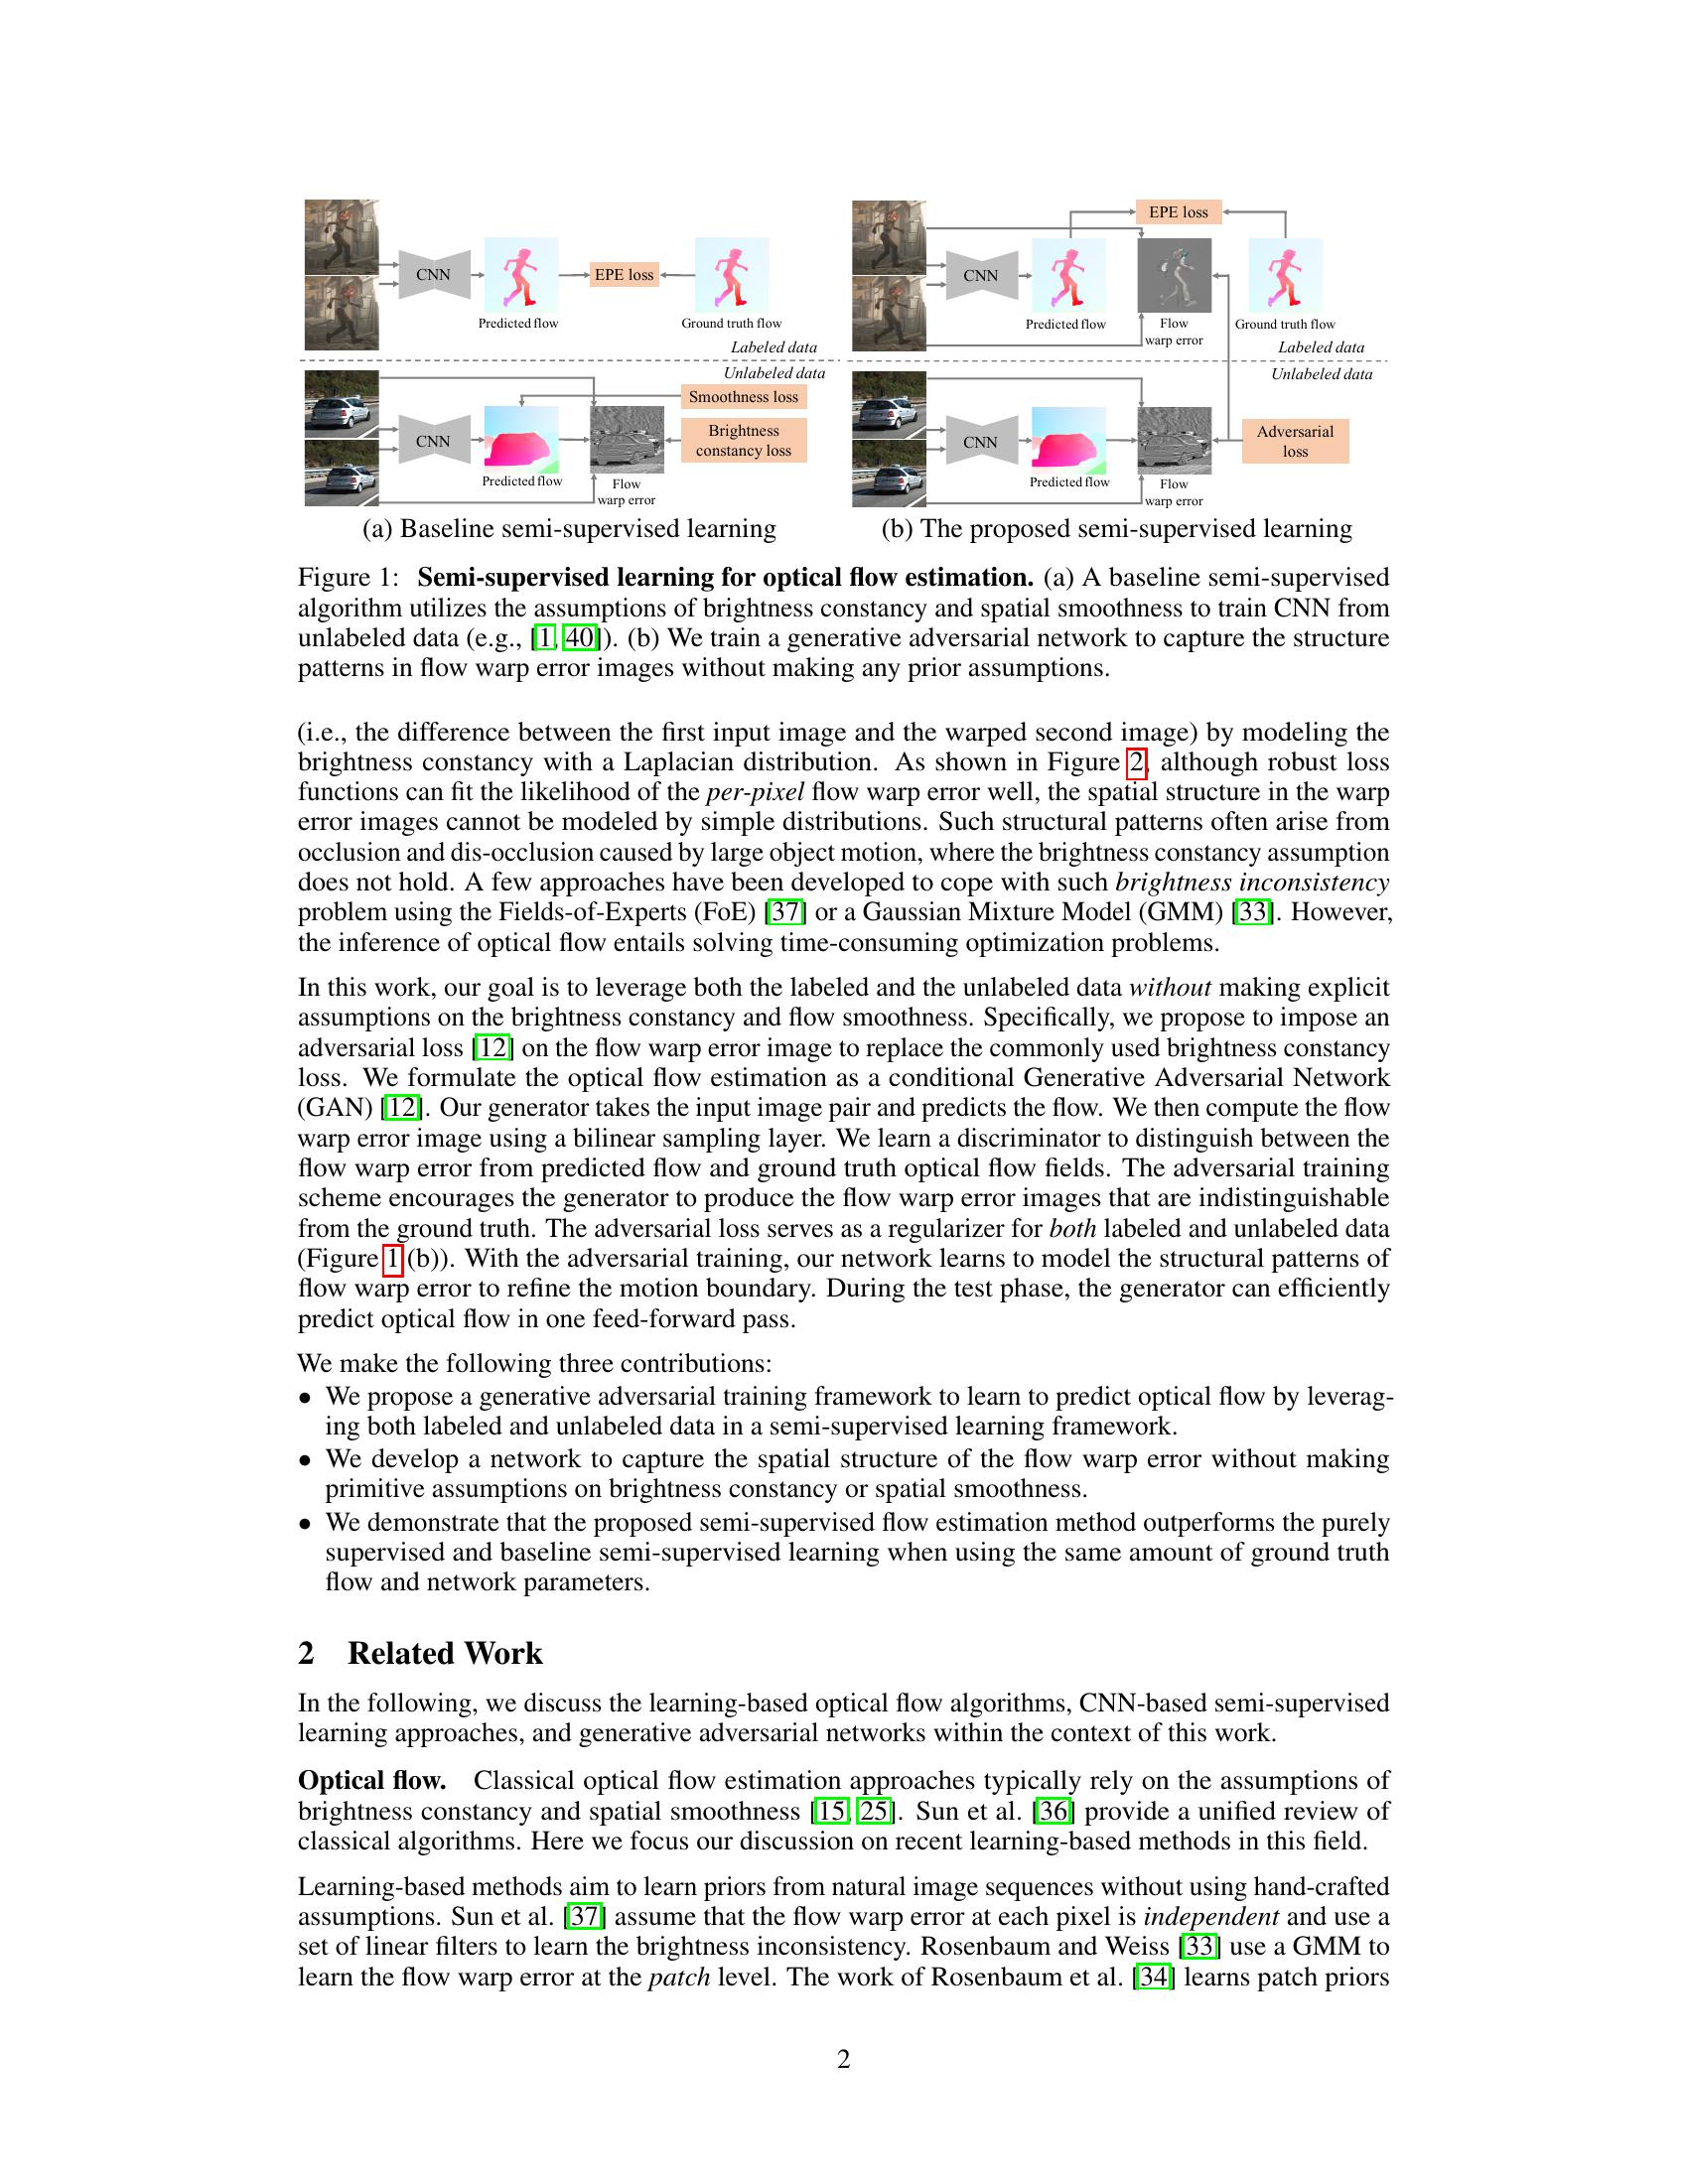 CNN
Predicted flow
EPE loss
Ground truth flow
Labeled data
Unlabeled data
Smoothness loss
CNN
Brightness
constancy loss
Predicted flow
Flow
warp error
(a) Baseline semi-supervised learning
EPE loss
CNN
Predicted flow
Flow
warp error
Ground truth flow
Labeled data
Unlabeled data
CNN
Adversarial
loss
Predicted flow
Flow
warp error
(b) The proposed semi-supervised learning
Figure 1: Semi-supervised learning for optical flow estimation. (a) A baseline semi-supervised
algorithm utilizes the assumptions of brightness constancy and spatial smoothness to train CNN from
unlabeled data (e.g., [1, 40]). (b) We train a generative adversarial network to capture the structure
patterns in flow warp error images without making any prior assumptions.
(i.e., the difference between the first input image and the warped second image) by modeling the
brightness constancy with a Laplacian distribution. As shown in Figure 2, although robust loss
functions can fit the likelihood of the per-pixel flow warp error well, the spatial structure in the warp
error images cannot be modeled by simple distributions. Such structural patterns often arise from
occlusion and dis-occlusion caused by large object motion, where the brightness constancy assumption
does not hold. A few approaches have been developed to cope with such brightness inconsistency
problem using the Fields-of-Experts (FoE) [37] or a Gaussian Mixture Model (GMM) [33]. However,
the inference of optical flow entails solving time-consuming optimization problems.
In this work, our goal is to leverage both the labeled and the unlabeled data without making explicit
assumptions on the brightness constancy and flow smoothness. Specifically, we propose to impose an
adversarial loss [12] on the flow warp error image to replace the commonly used brightness constancy
loss. We formulate the optical flow estimation as a conditional Generative Adversarial Network
(GAN) [12]. Our generator takes the input image pair and predicts the flow. We then compute the flow
warp error image using a bilinear sampling layer. We learn a discriminator to distinguish between the
flow warp error from predicted flow and ground truth optical flow fields. The adversarial training
scheme encourages the generator to produce the flow warp error images that are indistinguishable
from the ground truth. The adversarial loss serves as a regularizer for both labeled and unlabeled data
(Figure 1 (b)). With the adversarial training, our network learns to model the structural patterns of
flow warp error to refine the motion boundary. During the test phase, the generator can efficiently
predict optical flow in one feed-forward pass.
We make the following three contributions:
• We propose a generative adversarial training framework to learn to predict optical flow by leverag-
ing both labeled and unlabeled data in a semi-supervised learning framework.
• We develop a network to capture the spatial structure of the flow warp error without making
primitive assumptions on brightness constancy or spatial smoothness.
• We demonstrate that the proposed semi-supervised flow estimation method outperforms the purely
supervised and baseline semi-supervised learning when using the same amount of ground truth
flow and network parameters.
2 Related Work
In the following, we discuss the learning-based optical flow algorithms, CNN-based semi-supervised
learning approaches, and generative adversarial networks within the context of this work.
Optical flow. Classical optical flow estimation approaches typically rely on the assumptions of
brightness constancy and spatial smoothness [15, 25]. Sun et al. [36] provide a unified review of
classical algorithms. Here we focus our discussion on recent learning-based methods in this field.
Learning-based methods aim to learn priors from natural image sequences without using hand-crafted
assumptions. Sun et al. [37] assume that the flow warp error at each pixel is independent and use a
set of linear filters to learn the brightness inconsistency. Rosenbaum and Weiss [33] use a GMM to
learn the flow warp error at the patch level. The work of Rosenbaum et al. [34] learns patch priors
2